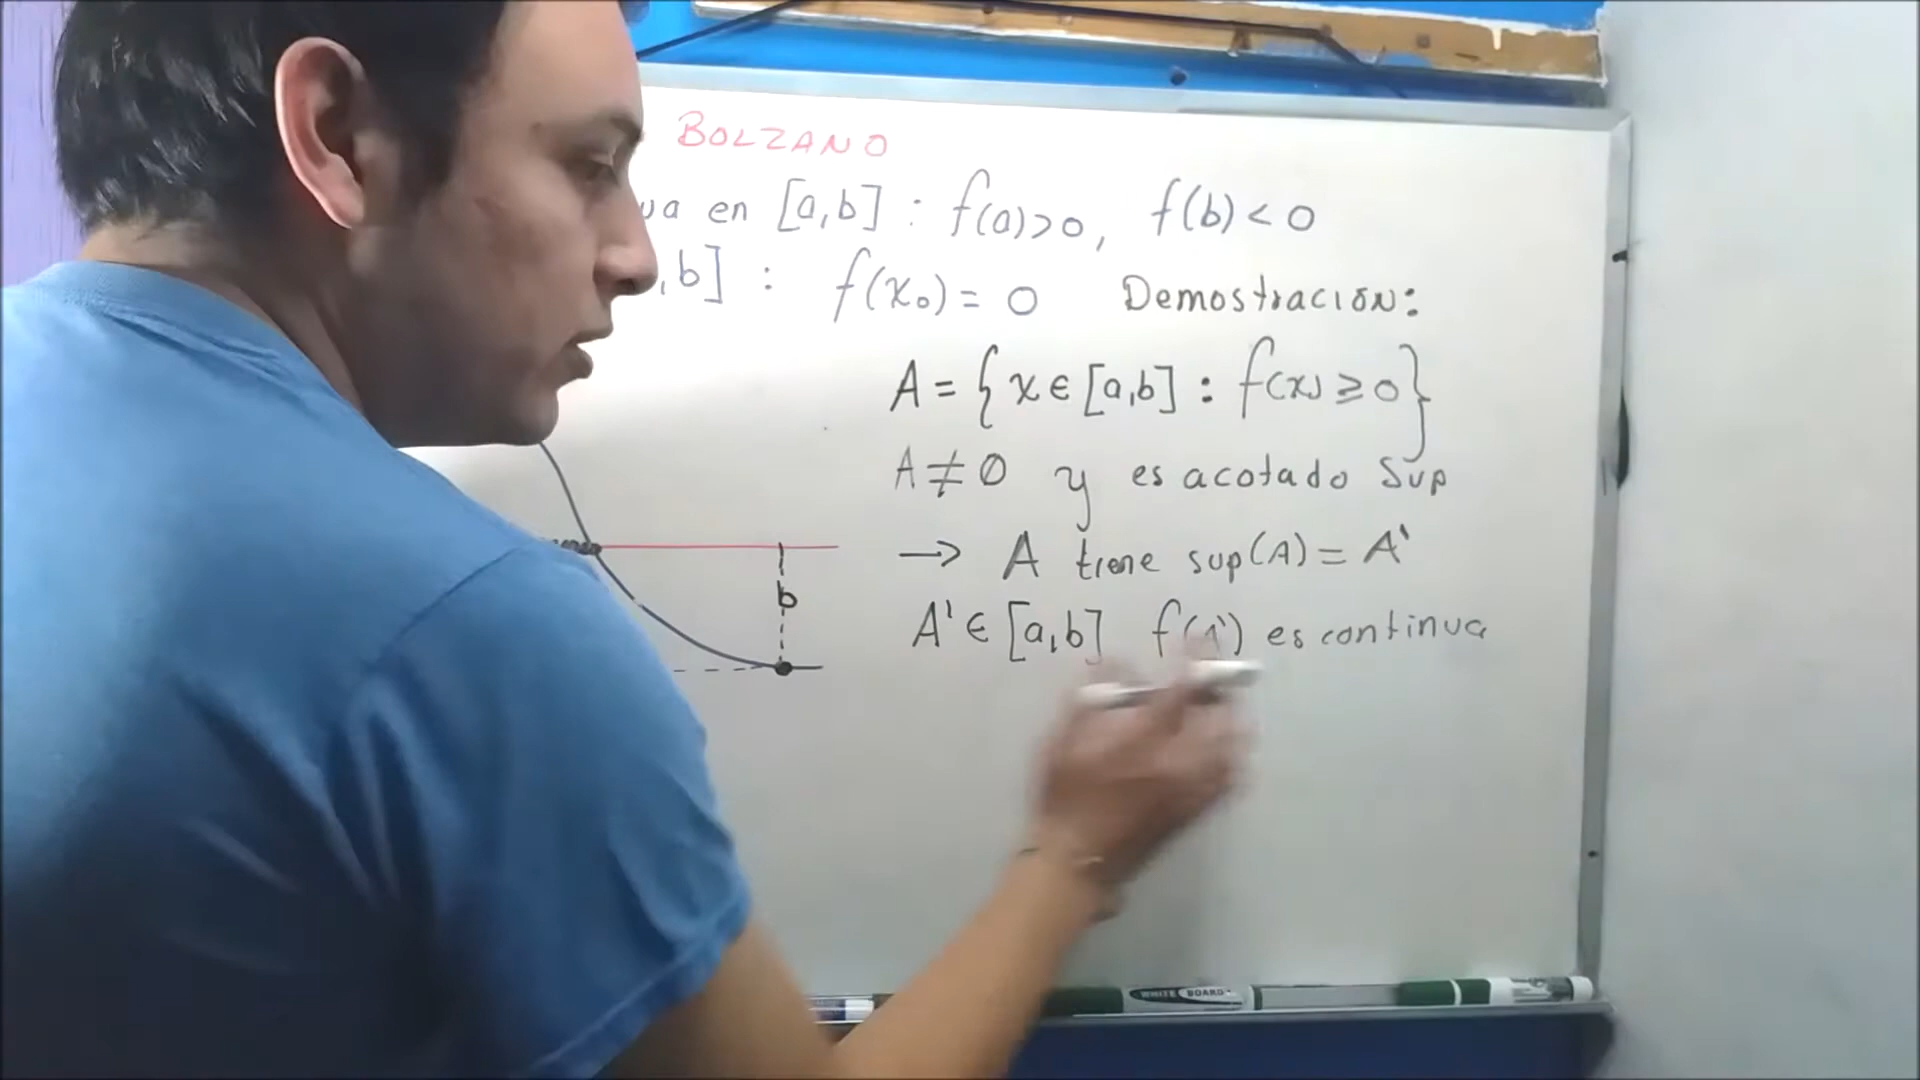 BOLZANO
ua en [a,b] : f(a)>0, f(b)<0
,b] : f(x₀)=0 Demostración:
A = { x ∈ [a,b] : f(x) ≥ 0 }
A ≠ ∅ y es acotado Sup
→ A tiene sup(A) = A'
A' ∈ [a,b] f(A') es continua
b
WHITE BOARD